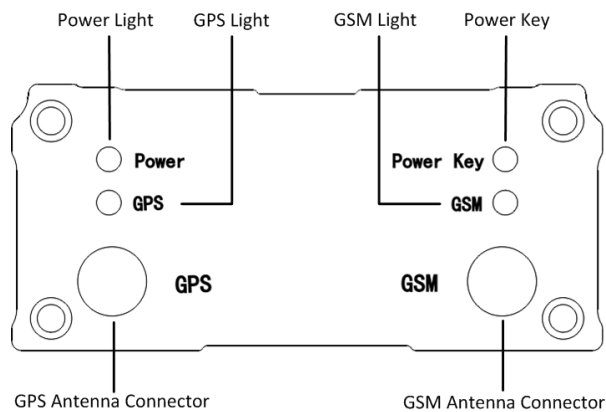 Power Light GPS Light GSM Light Power Key
Power Power Key
GPS GSM
GPS GSM
GPS Antenna Connector GSM Antenna Connector